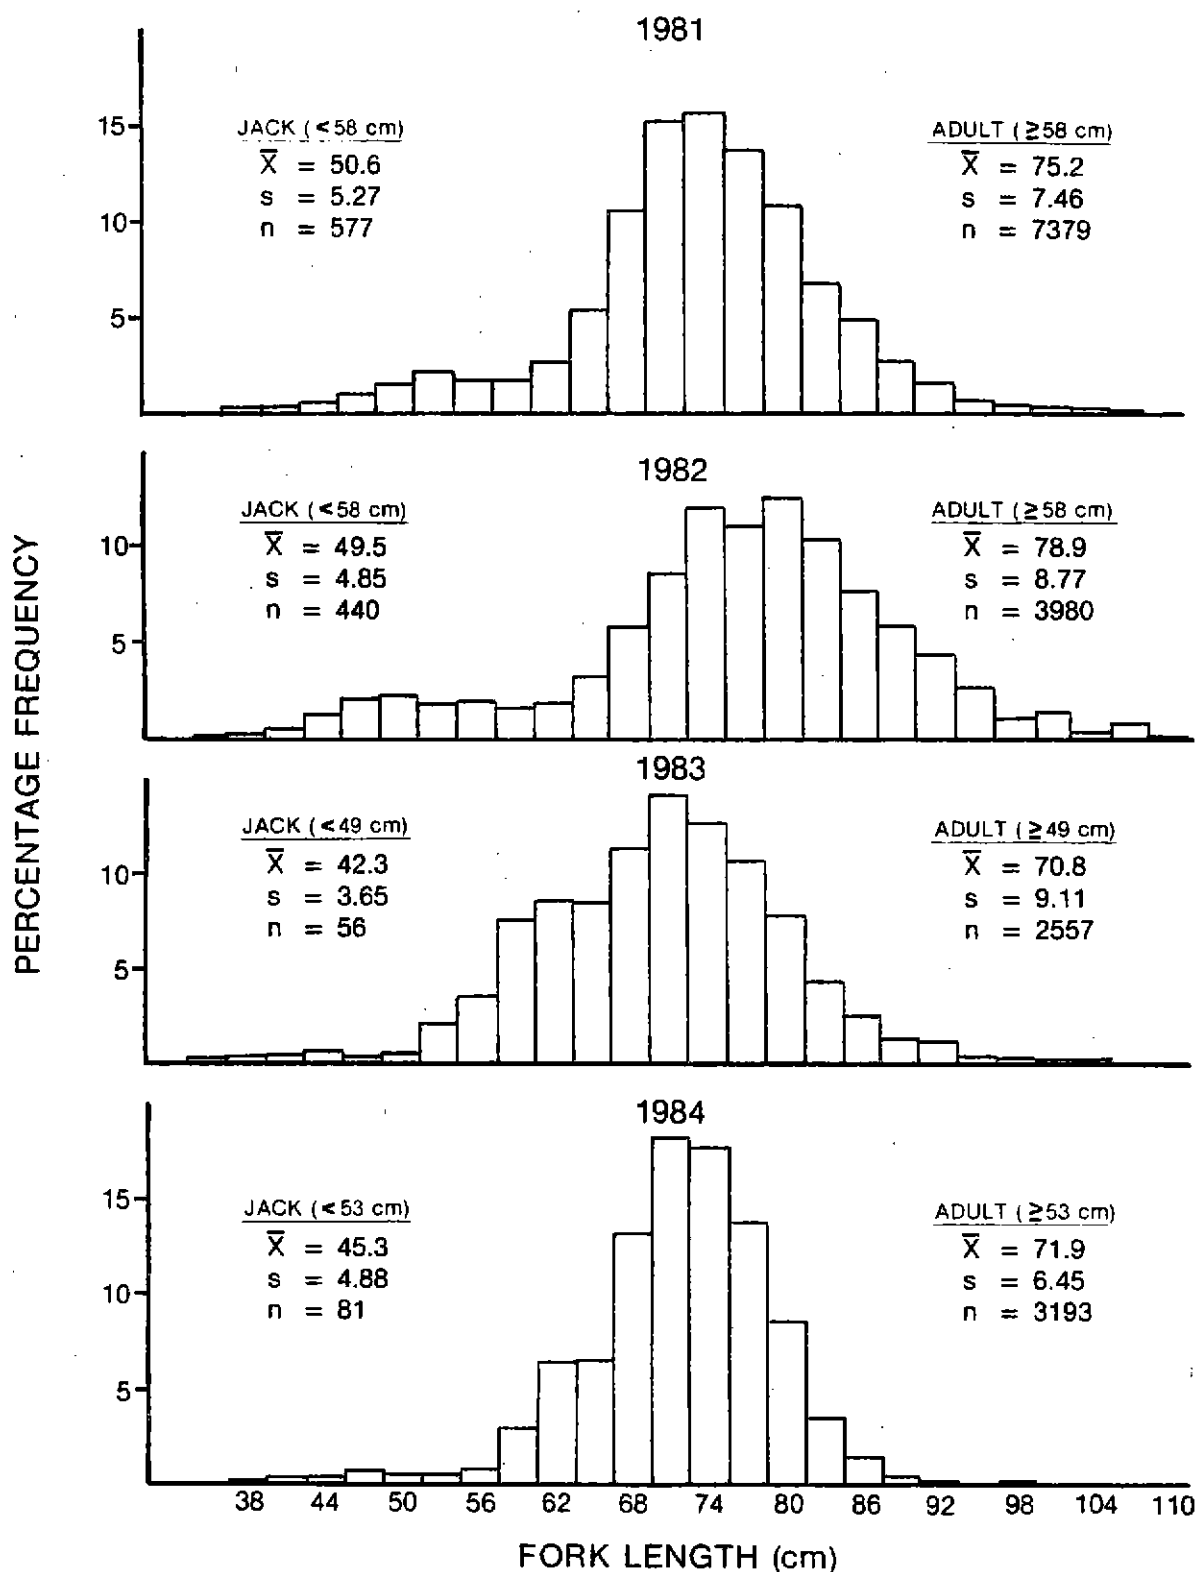 1981
15
10
5
JACK (<58 cm)
X̄ = 50.6
s = 5.27
n = 577
ADULT (≥58 cm)
X̄ = 75.2
s = 7.46
n = 7379
PERCENTAGE FREQUENCY
1982
10
5
JACK (<58 cm)
X̄ = 49.5
s = 4.85
n = 440
ADULT (≥58 cm)
X̄ = 78.9
s = 8.77
n = 3980
1983
10
5
JACK (<49 cm)
X̄ = 42.3
s = 3.65
n = 56
ADULT (≥49 cm)
X̄ = 70.8
s = 9.11
n = 2557
1984
15
10
5
JACK (<53 cm)
X̄ = 45.3
s = 4.88
n = 81
ADULT (≥53 cm)
X̄ = 71.9
s = 6.45
n = 3193
38 44 50 56 62 68 74 80 86 92 98 104 110
FORK LENGTH (cm)